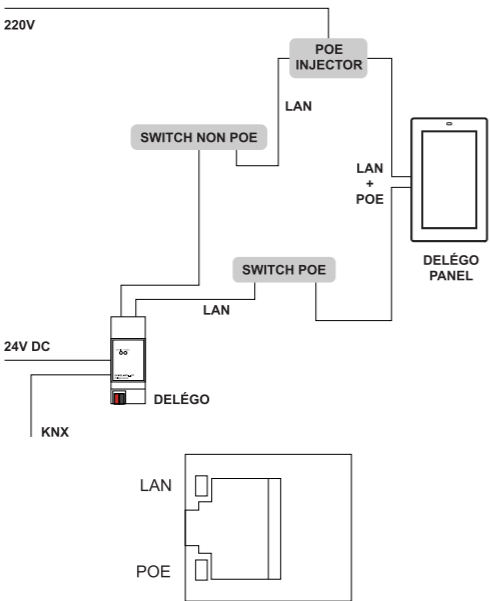 220V
POE
INJECTOR
LAN
SWITCH NON POE
LAN
+
POE
SWITCH POE
DELÉGO
PANEL
LAN
24V DC
DELÉGO
KNX
LAN
POE